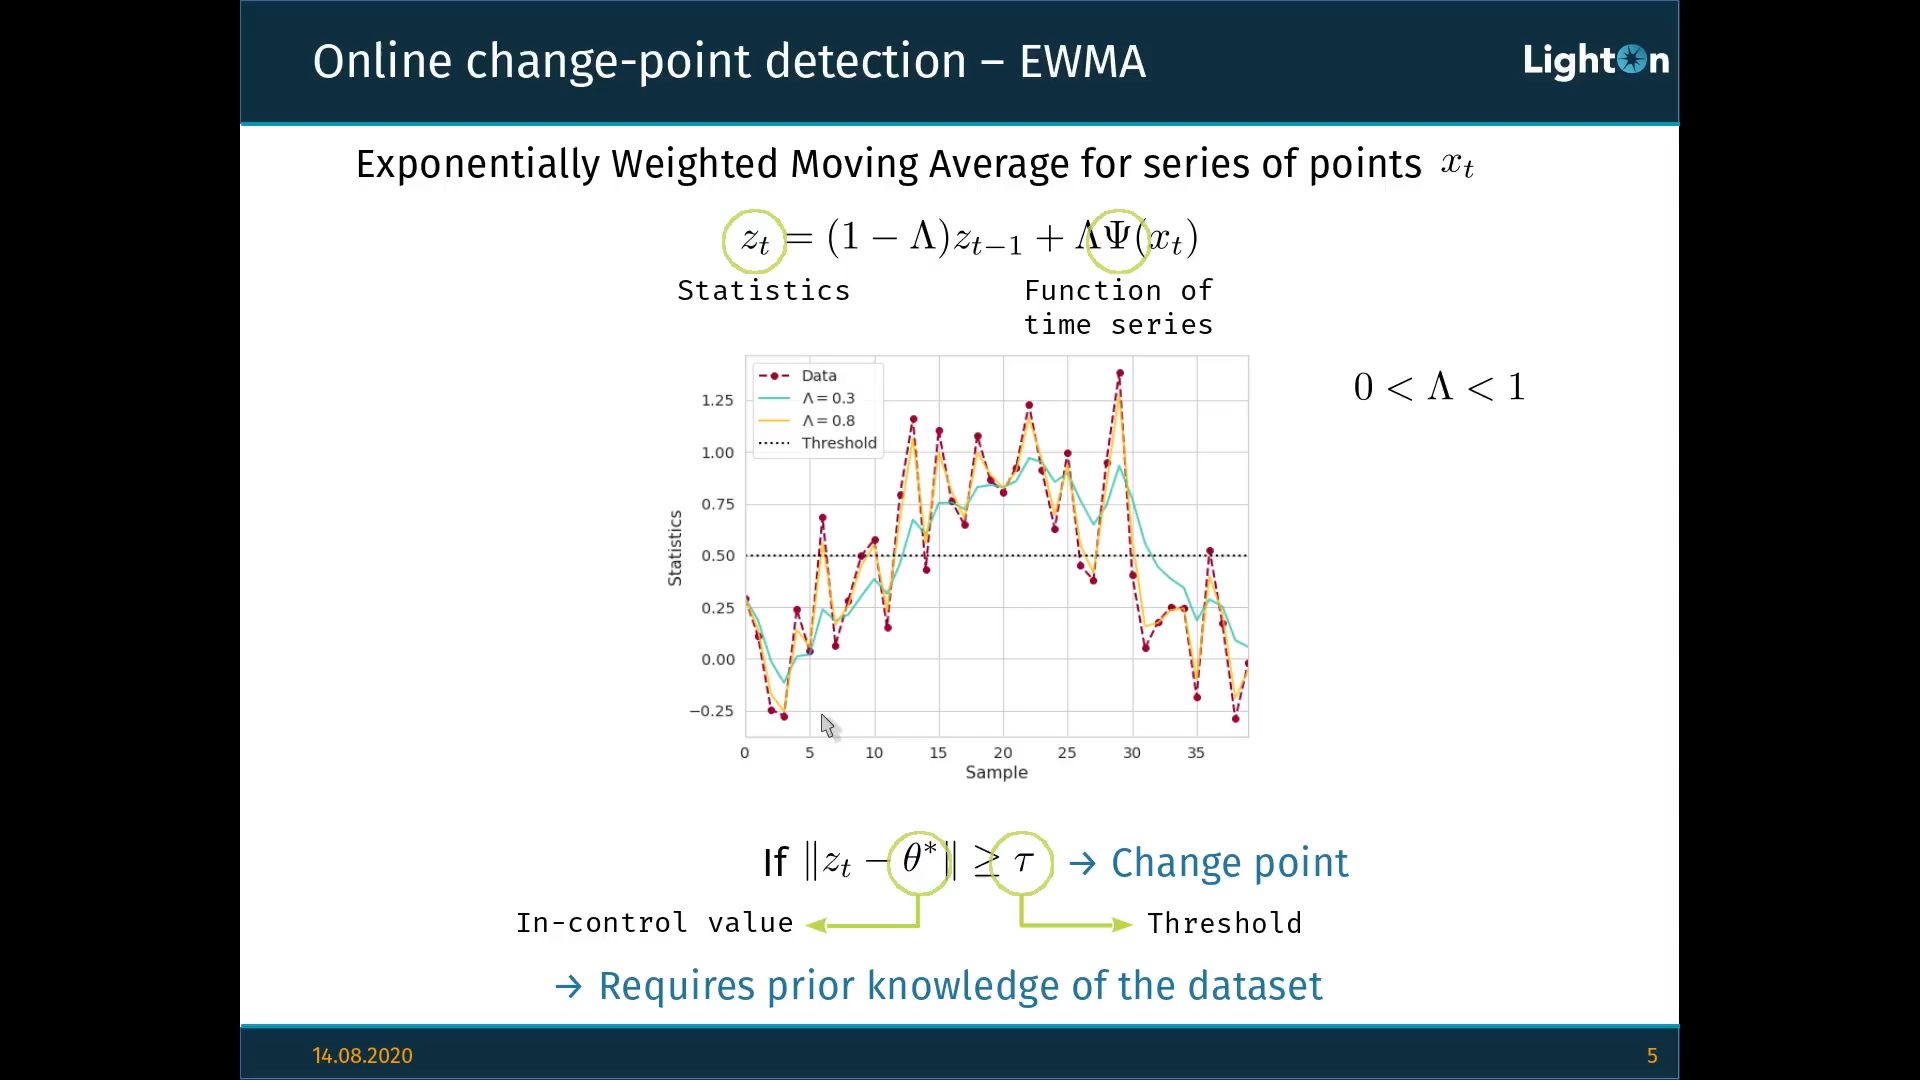 Online change-point detection – EWMA
LightOn
Exponentially Weighted Moving Average for series of points x_t
z_t = (1 − Λ)z_{t−1} + ΛΨ(x_t)
Statistics
Function of
time series
Data
Λ = 0.3
Λ = 0.8
Threshold
0 < Λ < 1
1.25
1.00
0.75
0.50
0.25
0.00
−0.25
Statistics
0 5 10 15 20 25 30 35
Sample
If ‖z_t − θ*‖ ≥ τ → Change point
In-control value
Threshold
→ Requires prior knowledge of the dataset
14.08.2020
5